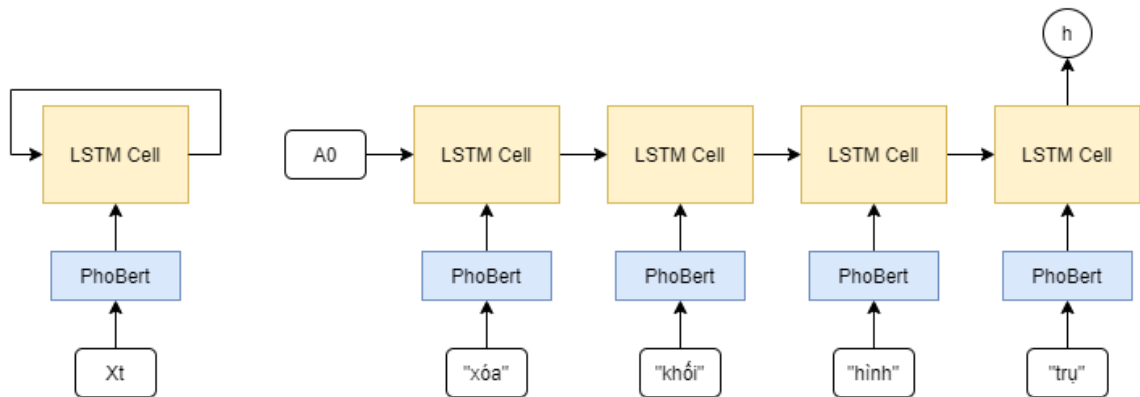 h
LSTM Cell
A0
LSTM Cell
LSTM Cell
LSTM Cell
LSTM Cell
PhoBert
PhoBert
PhoBert
PhoBert
PhoBert
Xt
"xóa"
"khối"
"hình"
"trụ"